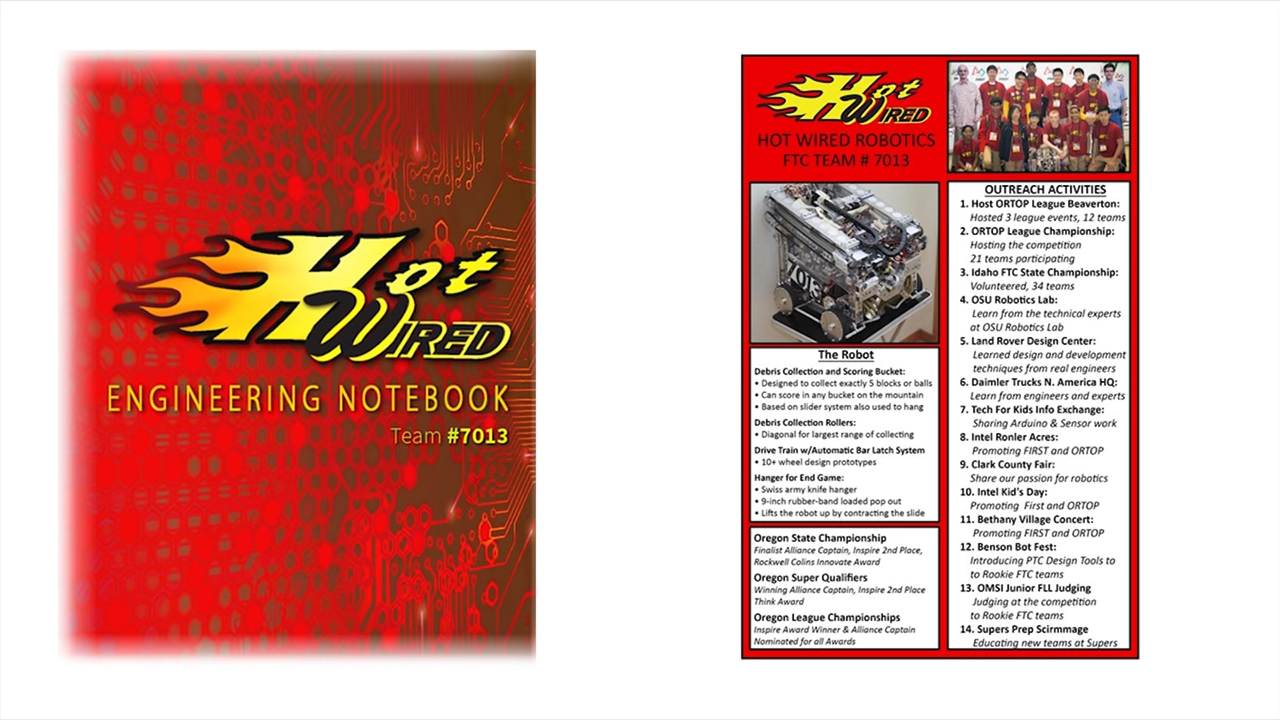 Hot
WIRED
ENGINEERING NOTEBOOK
Team #7013
Hot
WIRED
HOT WIRED ROBOTICS
FTC TEAM # 7013
7013
The Robot
Debris Collection and Scoring Bucket:
• Designed to collect exactly 5 blocks or balls
• Can score in any bucket on the mountain
• Based on slider system also used to hang
Debris Collection Rollers:
• Diagonal for largest range of collecting
Drive Train w/Automatic Bar Latch System
• 10+ wheel design prototypes
Hanger for End Game:
• Swiss army knife hanger
• 9-inch rubber-band loaded pop out
• Lifts the robot up by contracting the slide
Oregon State Championship
Finalist Alliance Captain, Inspire 2nd Place,
Rockwell Colins Innovate Award
Oregon Super Qualifiers
Winning Alliance Captain, Inspire 2nd Place
Think Award
Oregon League Championships
Inspire Award Winner & Alliance Captain
Nominated for all Awards
OUTREACH ACTIVITIES
1. Host ORTOP League Beaverton:
Hosted 3 league events, 12 teams
2. ORTOP League Championship:
Hosting the competition
21 teams participating
3. Idaho FTC State Championship:
Volunteered, 34 teams
4. OSU Robotics Lab:
Learn from the technical experts
at OSU Robotics Lab
5. Land Rover Design Center:
Learned design and development
techniques from real engineers
6. Daimler Trucks N. America HQ:
Learn from engineers and experts
7. Tech For Kids Info Exchange:
Sharing Arduino & Sensor work
8. Intel Ronler Acres:
Promoting FIRST and ORTOP
9. Clark County Fair:
Share our passion for robotics
10. Intel Kid's Day:
Promoting First and ORTOP
11. Bethany Village Concert:
Promoting FIRST and ORTOP
12. Benson Bot Fest:
Introducing PTC Design Tools to
to Rookie FTC teams
13. OMSI Junior FLL Judging
Judging at the competition
to Rookie FTC teams
14. Supers Prep Scirmmage
Educating new teams at Supers